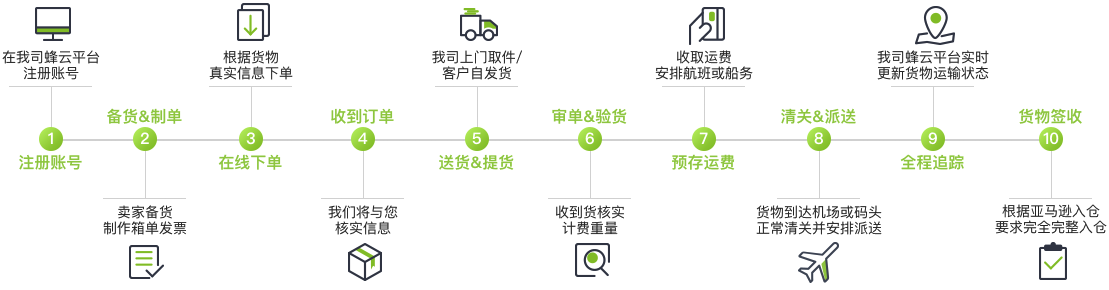 在我司蜂云平台
注册账号
1
注册账号
备货&制单
2
卖家备货
制作箱单发票
根据货物
真实信息下单
3
在线下单
收到订单
4
我们将与您
核实信息
我司上门取件/
客户自发货
5
送货&提货
审单&验货
6
收到货核实
计费重量
收取运费
安排航班或船务
7
预存运费
清关&派送
8
货物到达机场或码头
正常清关并安排派送
我司蜂云平台实时
更新货物运输状态
9
全程追踪
货物签收
10
根据亚马逊入仓
要求完全完整入仓